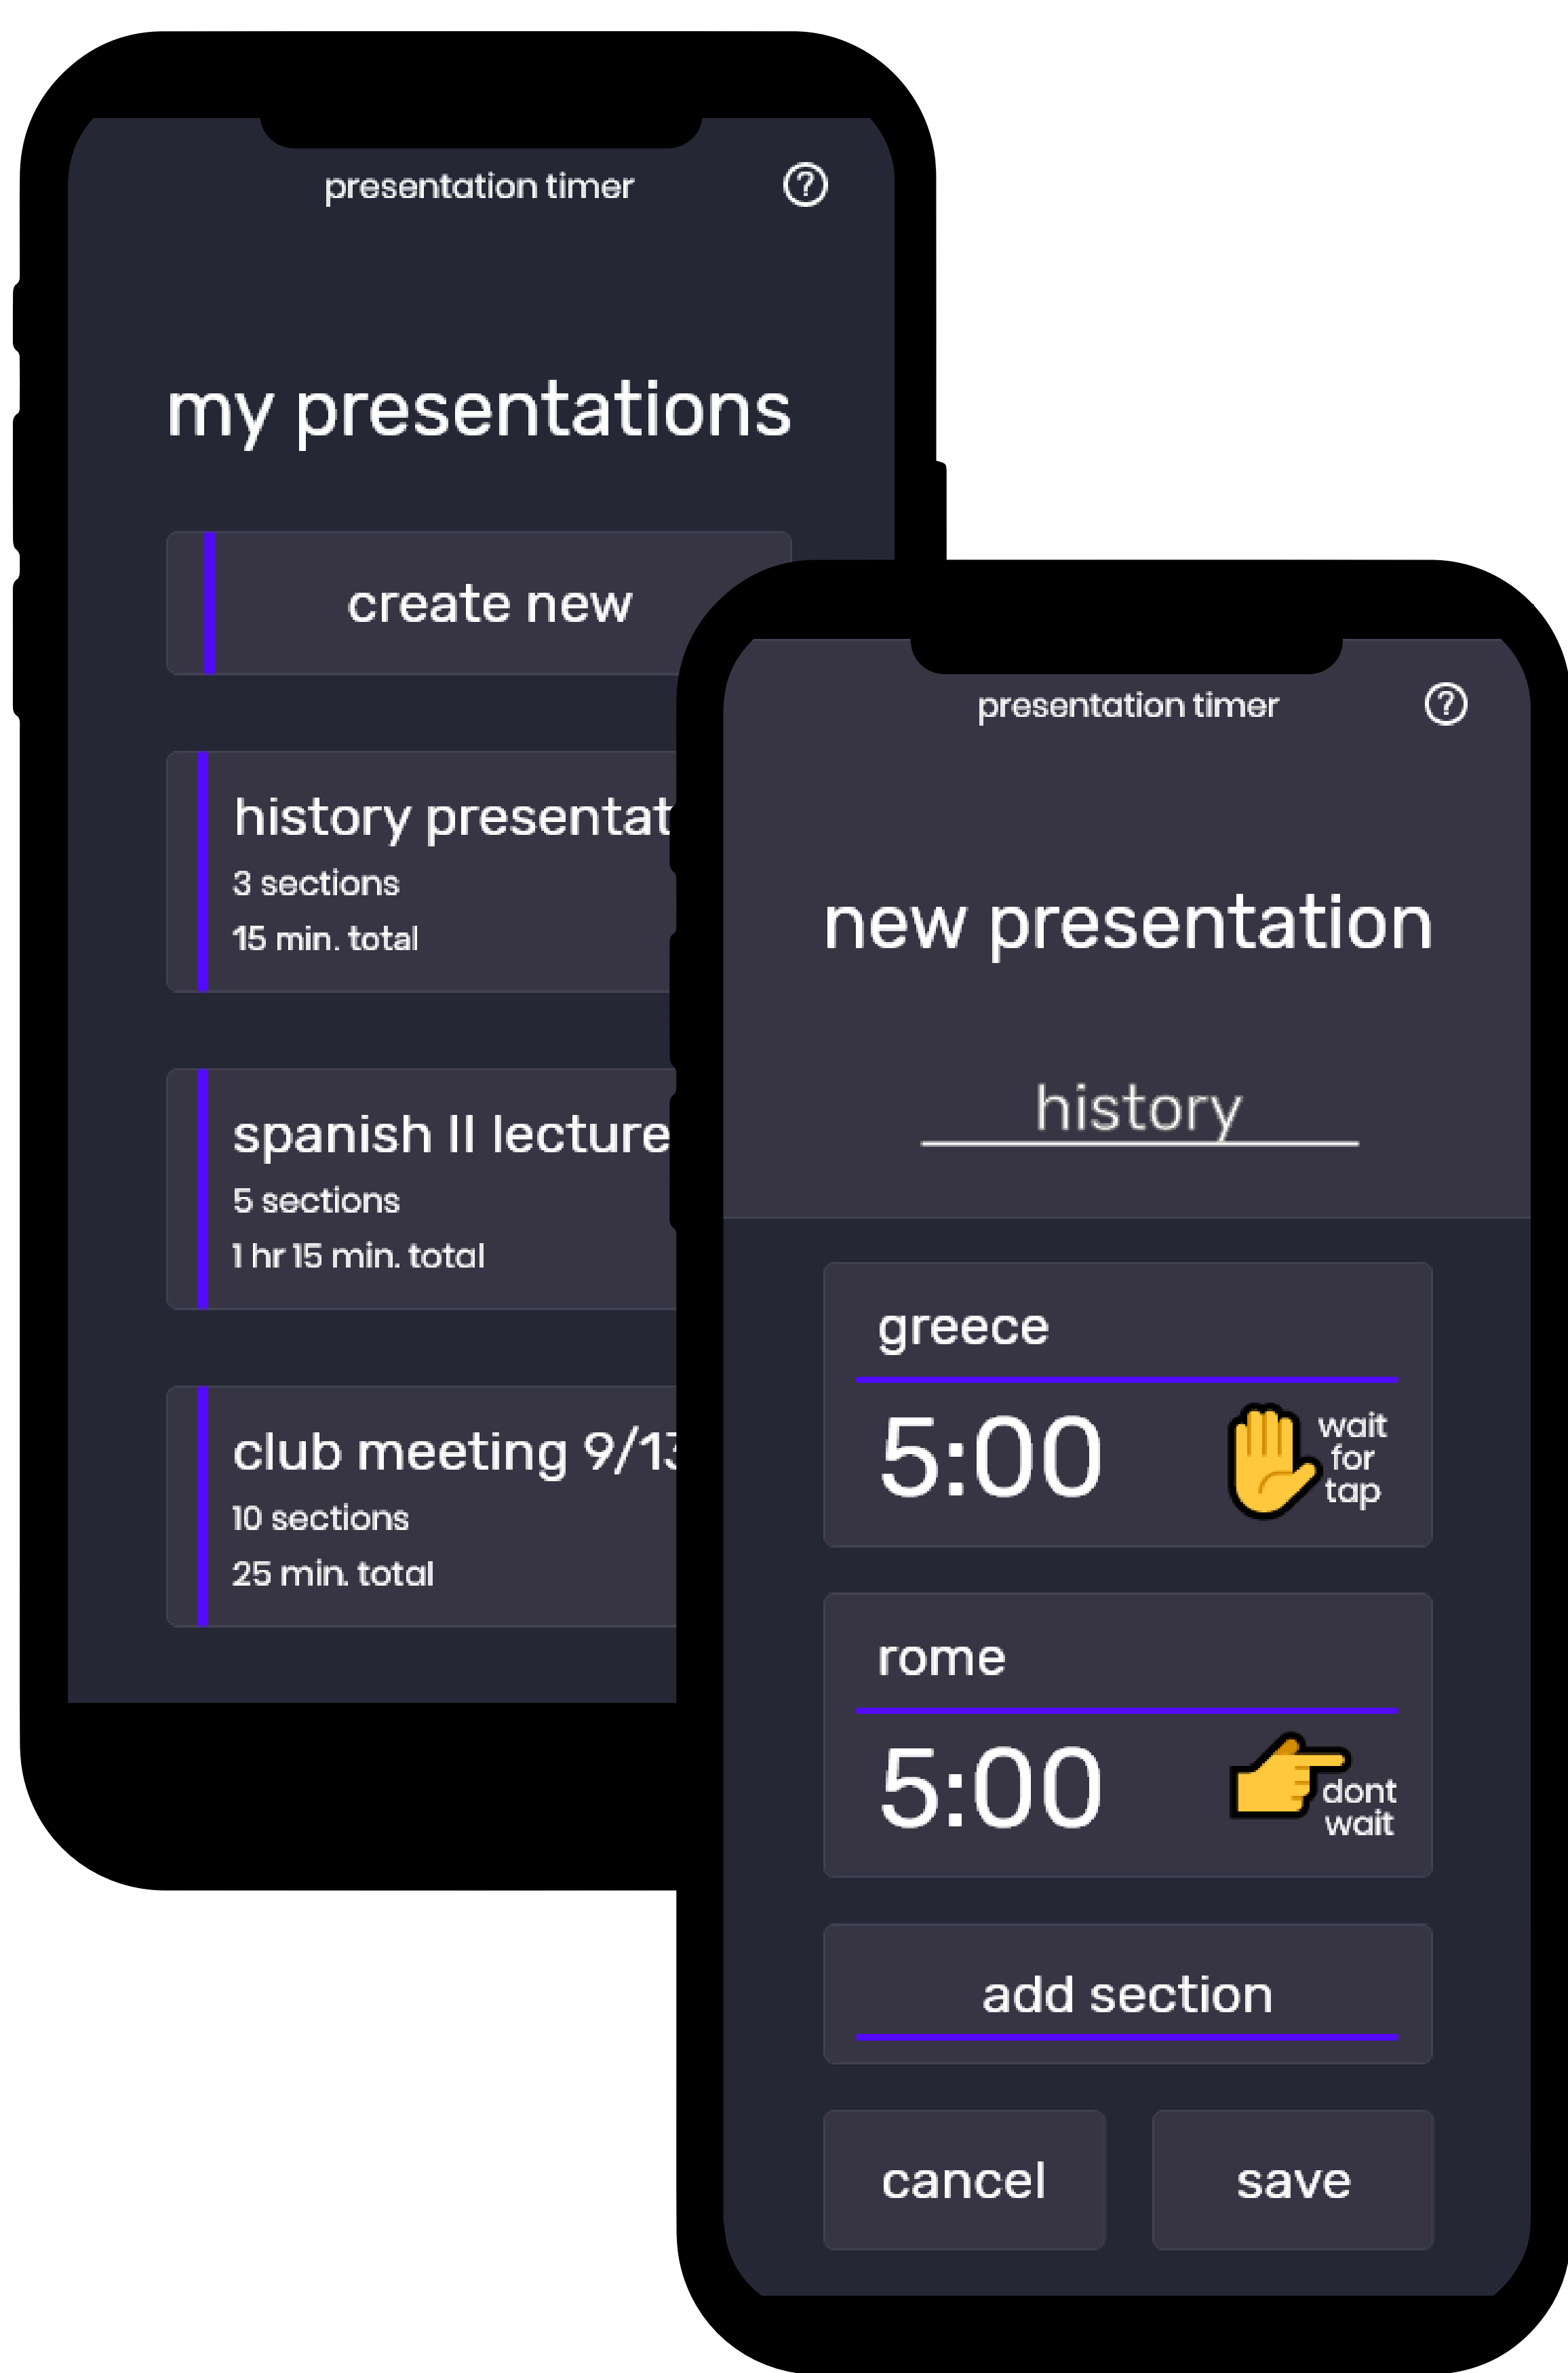 presentation timer
?
my presentations
create new
history presentat
3 sections
15 min. total
spanish II lecture
5 sections
1 hr 15 min. total
club meeting 9/13
10 sections
25 min. total
presentation timer
?
new presentation
history
greece
5:00
wait
for
tap
rome
5:00
dont
wait
add section
cancel
save